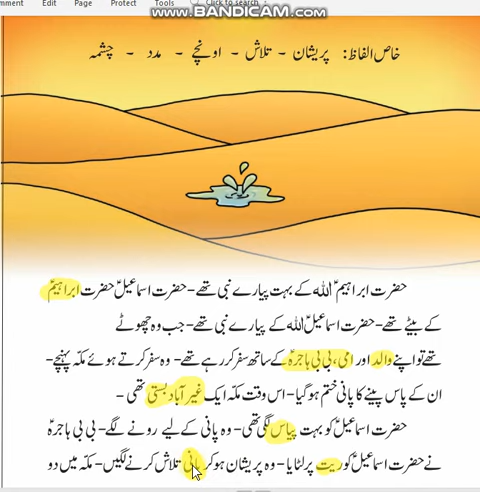 mment Edit Page Protect Tools Click to search
www.BANDICAM.com
خاص الفاظ: پریشان - تلاش - اونچے - مدد - چشمہ
حضرت ابراہیمؑ اللہ کے بہت پیارے نبی تھے- حضرت اسماعیلؑ حضرت ابراہیمؑ
کے بیٹے تھے- حضرت اسماعیلؑ اللہ کے پیارے نبی تھے- جب وہ چھوٹے
تھے تو اپنے والد اور امی، بی بی ہاجرہؑ کے ساتھ سفر کر رہے تھے- وہ سفر کرتے ہوئے مکہ پہنچے-
ان کے پاس پینے کا پانی ختم ہو گیا- اس وقت مکہ ایک غیر آباد بستی تھی -
حضرت اسماعیلؑ کو بہت پیاس لگی تھی- وہ پانی کے لیے رونے لگے- بی بی ہاجرہؑ
نے حضرت اسماعیلؑ کو ریت پر لٹایا- وہ پریشان ہو کر پانی تلاش کرنے لگیں- مکہ میں دو